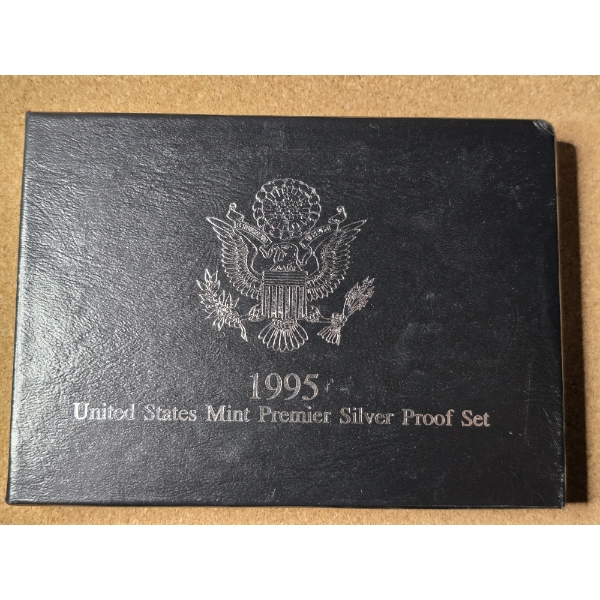 1995
United States Mint Premier Silver Proof Set